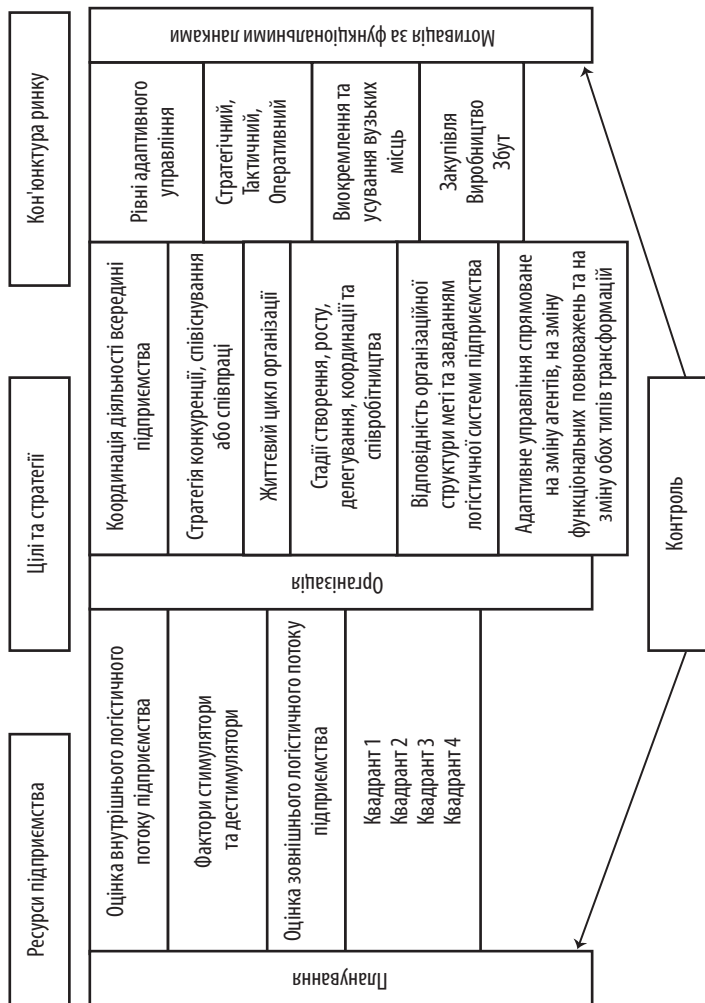 Ресурси підприємства
Цілі та стратегії
Кон'юнктура ринку
Планування
Оцінка внутрішнього логістичного
потоку підприємства
Фактори стимулятори
та дестимулятори
Оцінка зовнішнього логістичного потоку
підприємства
Квадрант 1
Квадрант 2
Квадрант 3
Квадрант 4
Організація
Координація діяльності всередині
підприємства
Стратегія конкуренції, співіснування
або співпраці
Життєвий цикл організації
Стадії створення, росту,
делегування, координації та
співробітництва
Відповідність організаційної
структури меті та завданням
логістичної системи підприємства
Адаптивне управління спрямоване
на зміну агентів, на зміну
функціональних повноважень та на
зміну обох типів трансформацій
Рівні адаптивного
управління
Стратегічний,
Тактичний,
Оперативний
Виокремлення та
усування вузьких
місць
Закупівля
Виробництво
Збут
Мотивація за функціональними ланками
Контроль